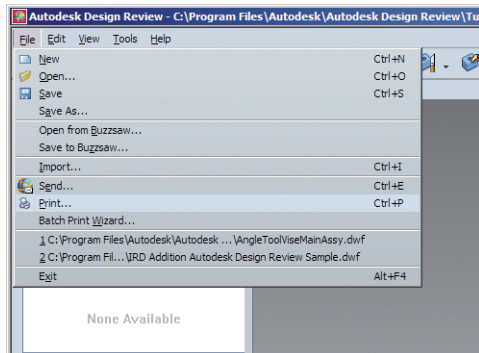 Autodesk Design Review - C:\Program Files\Autodesk\Autodesk Design Review\Tu
File Edit View Tools Help
New Ctrl+N
Open... Ctrl+O
Save Ctrl+S
Save As...
Open from Buzzsaw...
Save to Buzzsaw...
Import... Ctrl+I
Send... Ctrl+E
Print... Ctrl+P
Batch Print Wizard...
1 C:\Program Files\Autodesk\Autodesk ...\AngleToolViseMainAssy.dwf
2 C:\Program Fil...\IRD Addition Autodesk Design Review Sample.dwf
Exit Alt+F4
None Available